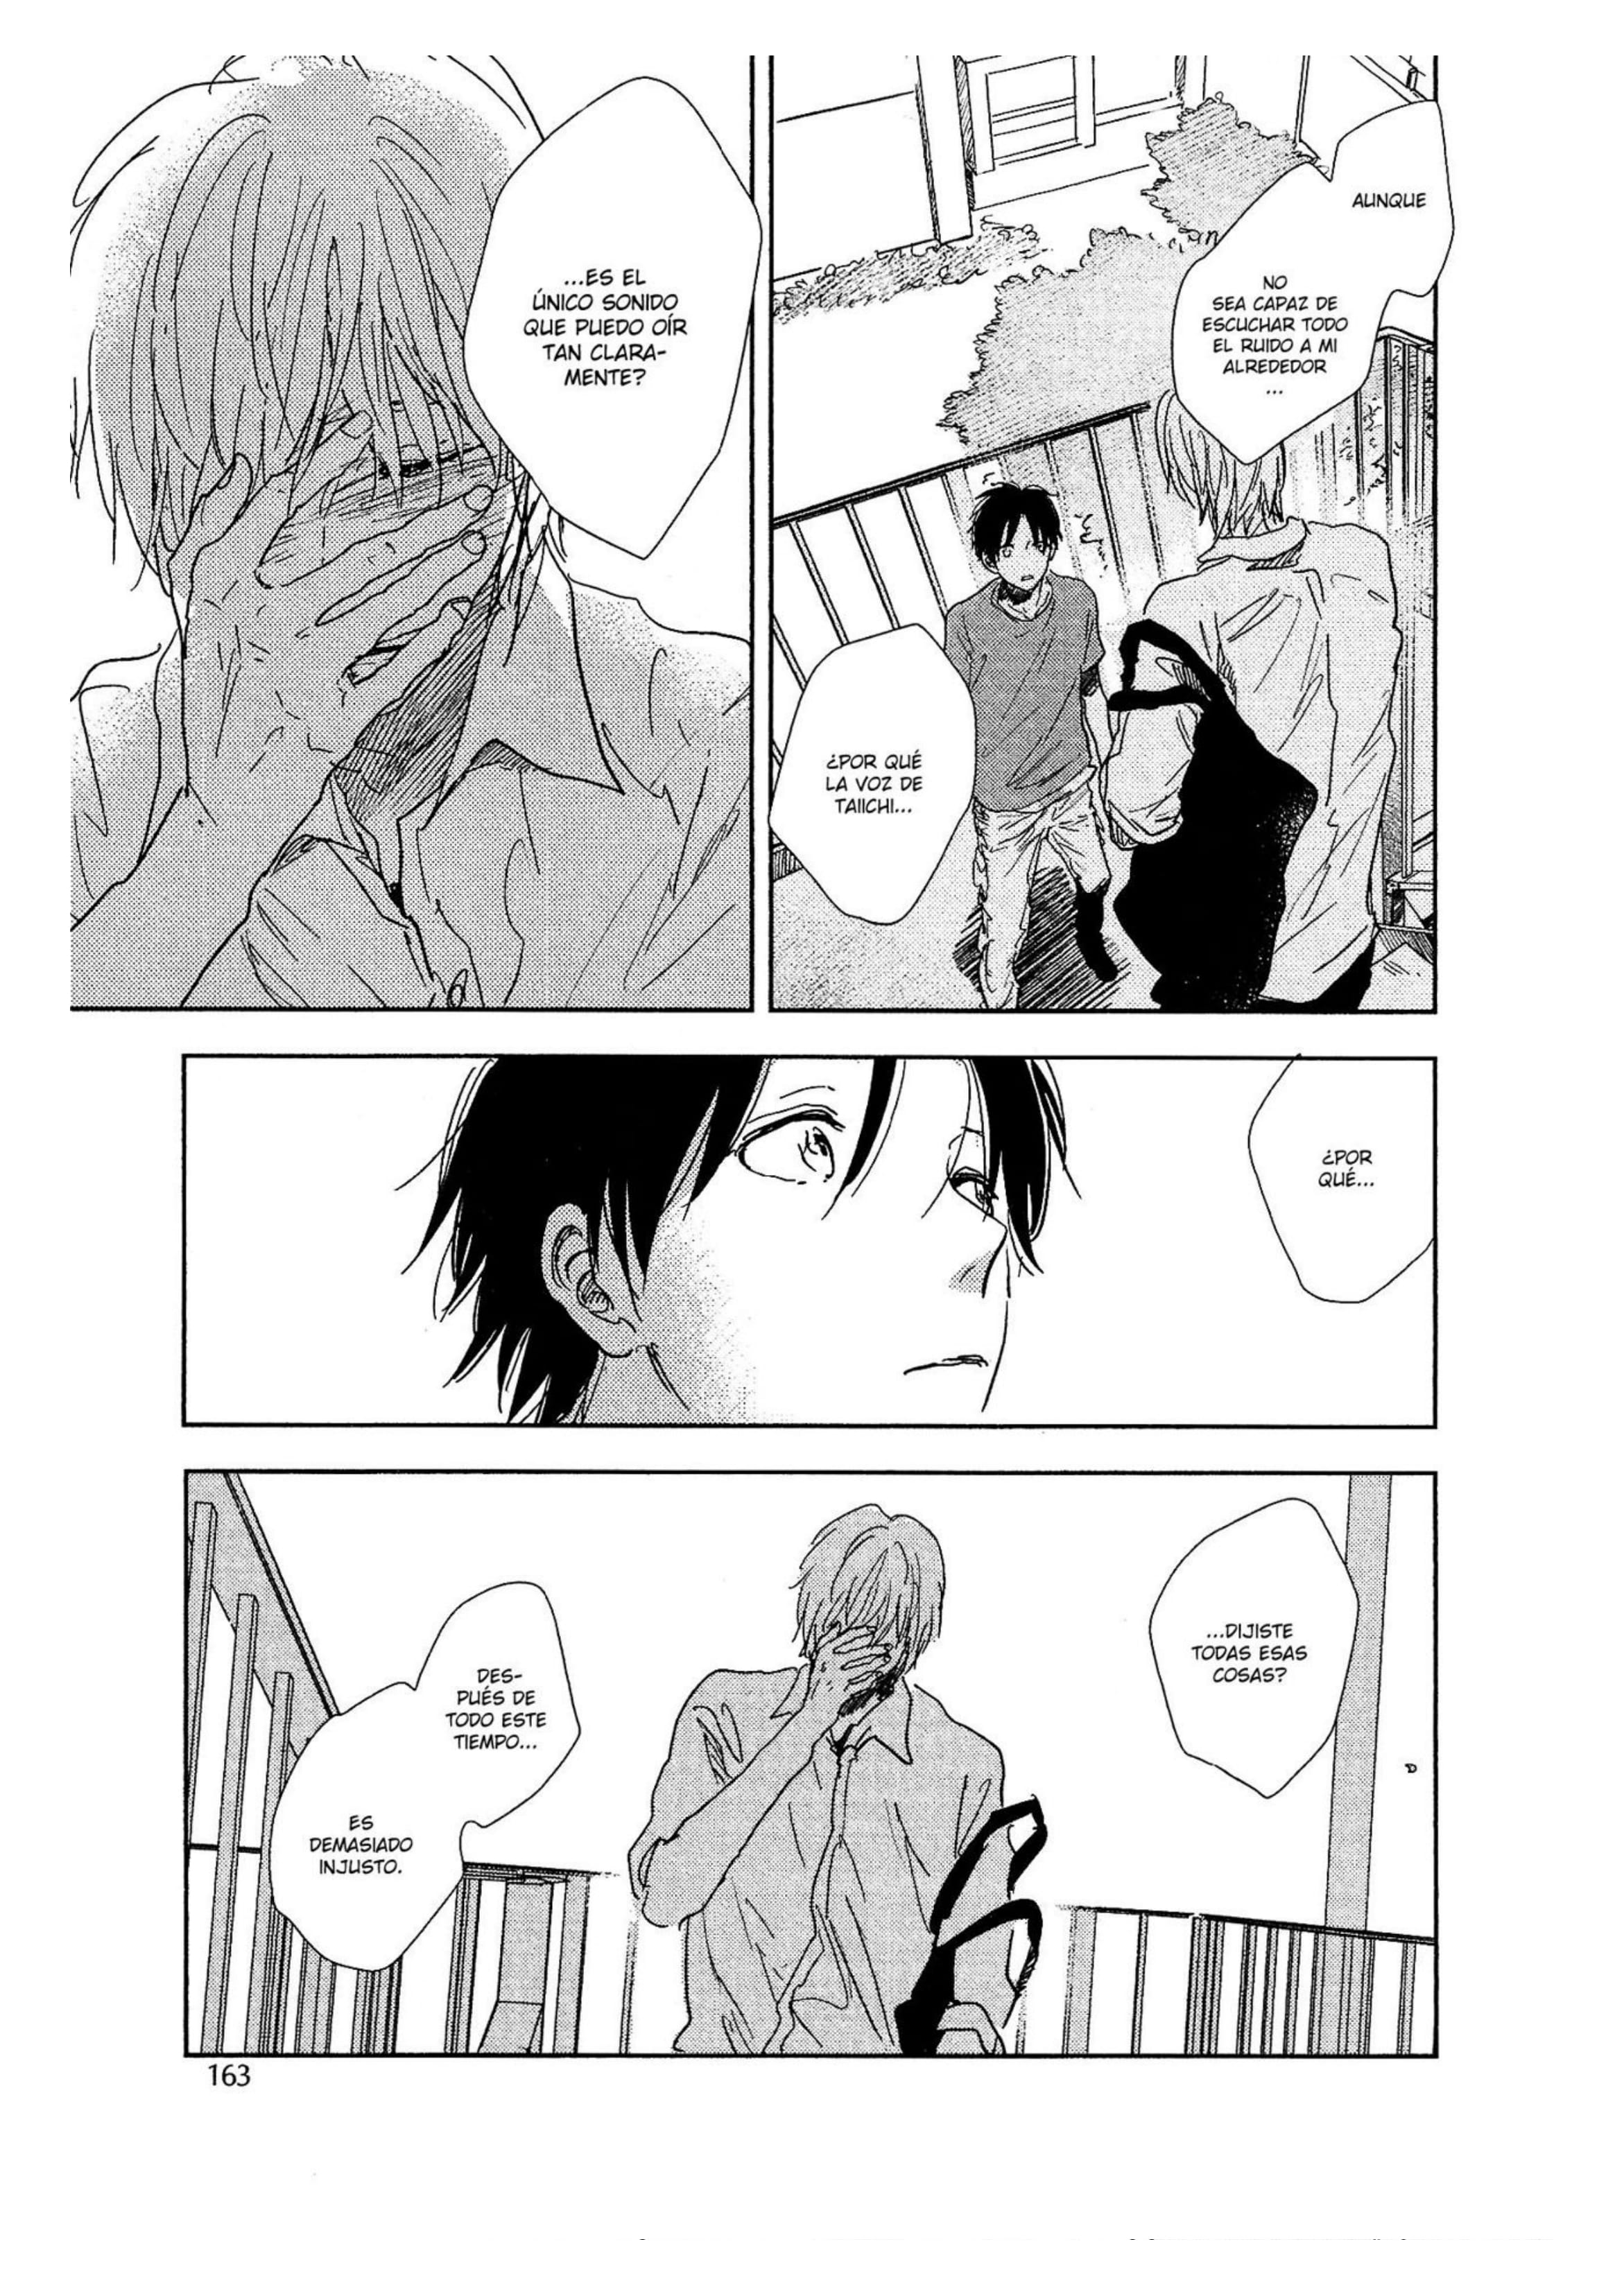 AUNQUE
NO
SEA CAPAZ DE
ESCUCHAR TODO
EL RUIDO A MI
ALREDEDOR
...
¿POR QUÉ
LA VOZ DE
TAIICHI...
...ES EL
ÚNICO SONIDO
QUE PUEDO OÍR
TAN CLARA-
MENTE?
¿POR
QUÉ...
...DIJISTE
TODAS ESAS
COSAS?
DES-
PUÉS DE
TODO ESTE
TIEMPO...
ES
DEMASIADO
INJUSTO.
163